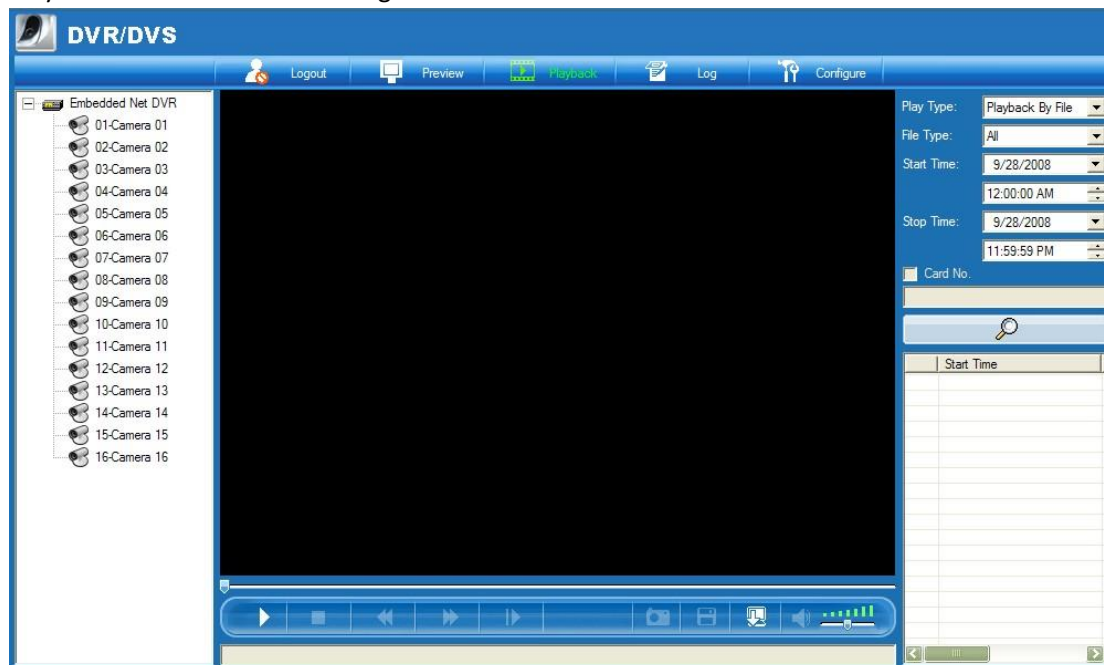 DVR/DVS
Logout Preview Playback Log Configure
Embedded Net DVR
01-Camera 01
02-Camera 02
03-Camera 03
04-Camera 04
05-Camera 05
06-Camera 06
07-Camera 07
08-Camera 08
09-Camera 09
10-Camera 10
11-Camera 11
12-Camera 12
13-Camera 13
14-Camera 14
15-Camera 15
16-Camera 16
Play Type: Playback By File
File Type: All
Start Time: 9/28/2008
12:00:00 AM
Stop Time: 9/28/2008
11:59:59 PM
Card No.
Start Time